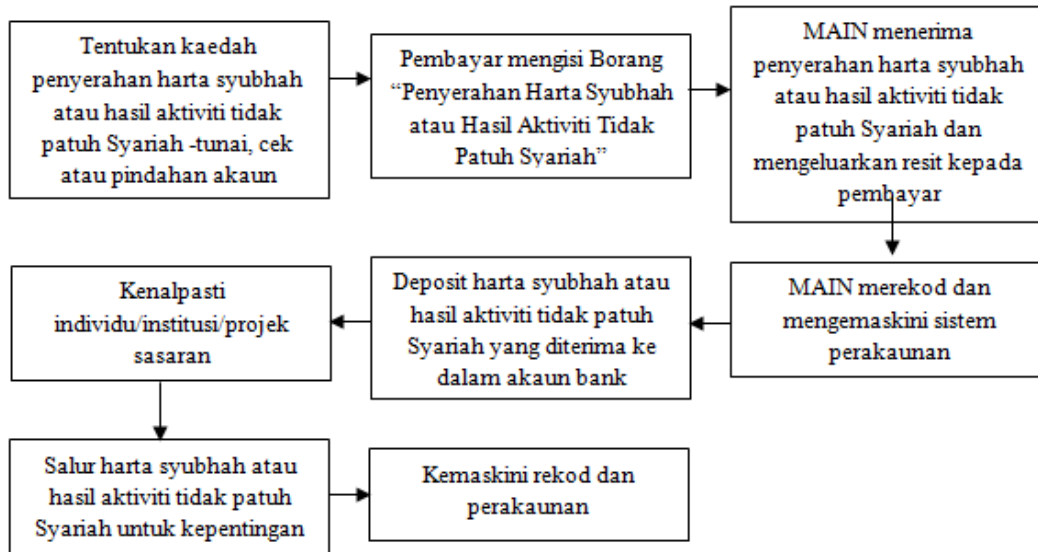 Tentukan kaedah
penyerahan harta syubhah
atau hasil aktiviti tidak
patuh Syariah -tunai, cek
atau pindahan akaun
Pembayar mengisi Borang
“Penyerahan Harta Syubhah
atau Hasil Aktiviti Tidak
Patuh Syariah”
MAIN menerima
penyerahan harta syubhah
atau hasil aktiviti tidak
patuh Syariah dan
mengeluarkan resit kepada
pembayar
MAIN merekod dan
mengemaskini sistem
perakaunan
Deposit harta syubhah atau
hasil aktiviti tidak patuh
Syariah yang diterima ke
dalam akaun bank
Kenalpasti
individu/institusi/projek
sasaran
Salur harta syubhah atau
hasil aktiviti tidak patuh
Syariah untuk kepentingan
Kemaskini rekod dan
perakaunan